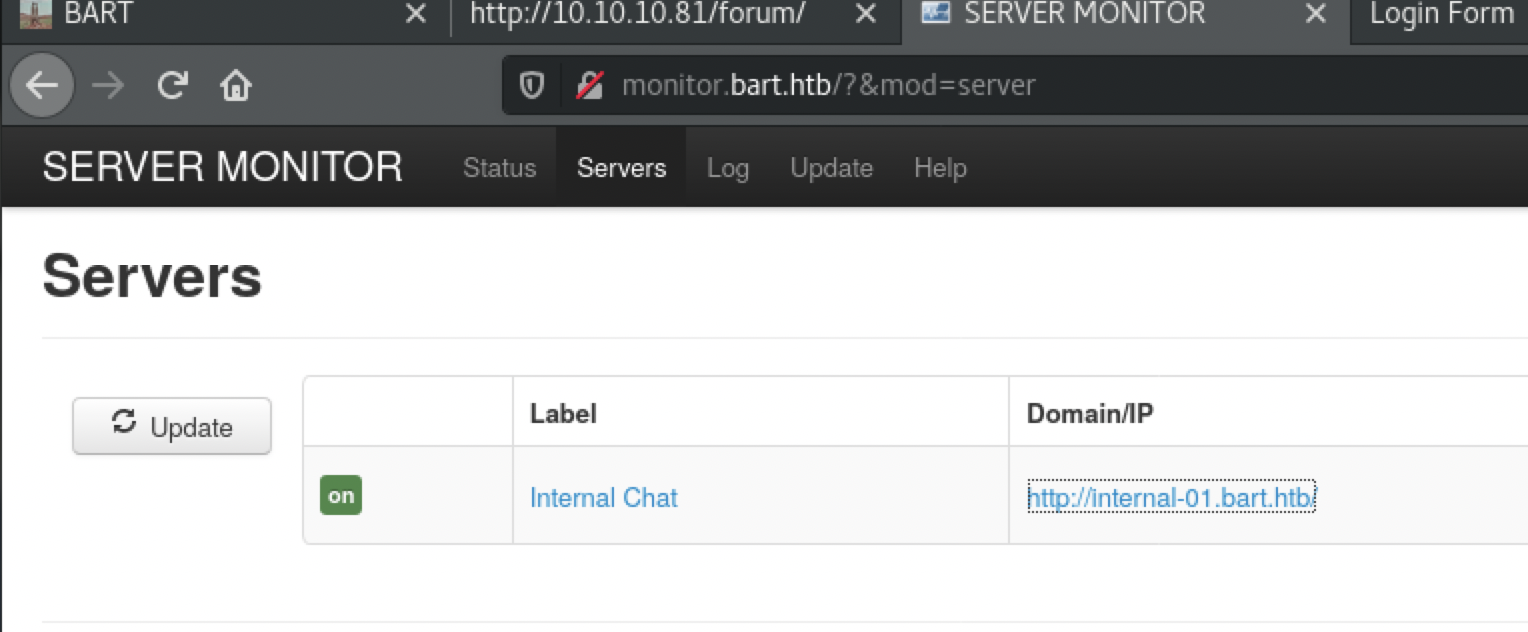 BART http://10.10.10.81/forum/ SERVER MONITOR Login Form
monitor.bart.htb/?&mod=server
SERVER MONITOR Status Servers Log Update Help
Servers
Update
Label Domain/IP
on Internal Chat http://internal-01.bart.htb/